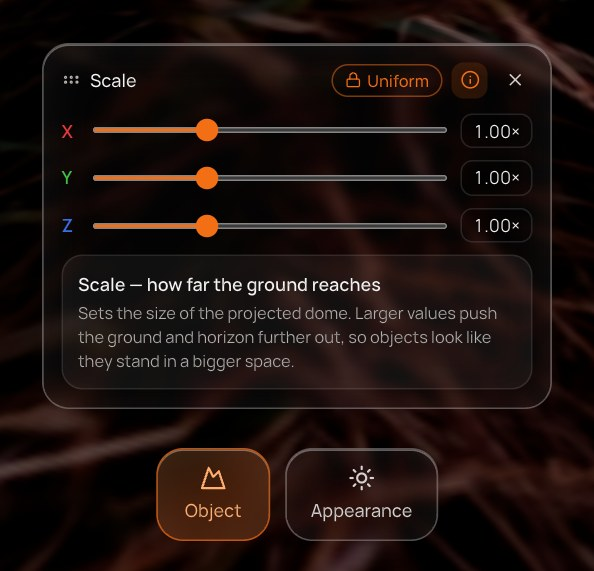 Scale
Uniform
X
1.00×
Y
1.00×
Z
1.00×
Scale — how far the ground reaches
Sets the size of the projected dome. Larger values push
the ground and horizon further out, so objects look like
they stand in a bigger space.
Object
Appearance